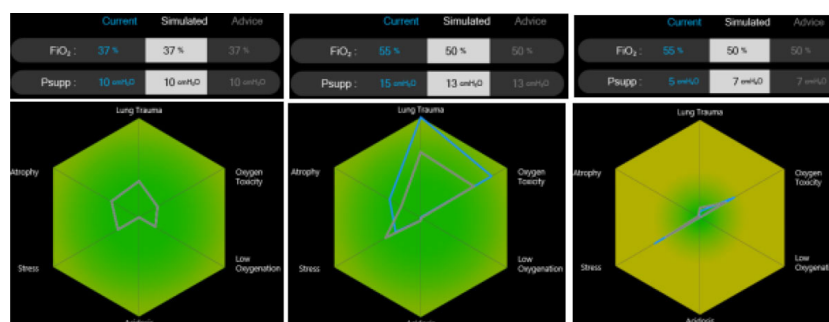 Current Simulated Advice
FiO₂ : 37 % 37 % 37 %
Psupp : 10 cmH₂O 10 cmH₂O 10 cmH₂O
Lung Trauma
Atrophy
Oxygen
Toxicity
Stress
Low
Oxygenation
Acidosis
Current Simulated Advice
FiO₂ : 55 % 50 % 50 %
Psupp : 15 cmH₂O 13 cmH₂O 13 cmH₂O
Lung Trauma
Atrophy
Oxygen
Toxicity
Stress
Low
Oxygenation
Acidosis
Current Simulated Advice
FiO₂ : 55 % 50 % 50 %
Psupp : 5 cmH₂O 7 cmH₂O 7 cmH₂O
Lung Trauma
Atrophy
Oxygen
Toxicity
Stress
Low
Oxygenat
Acidosis